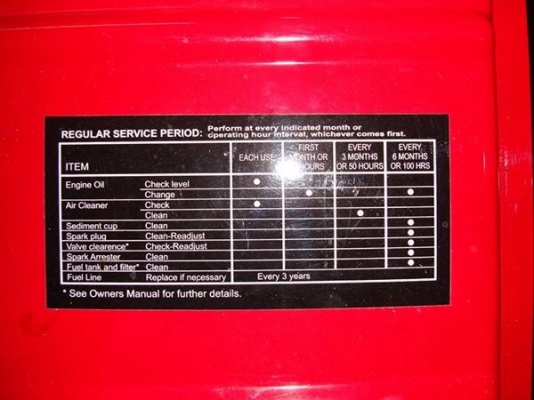 REGULAR SERVICE PERIOD: Perform at every indicated month or
operating hour interval, whichever comes first.
ITEM EACH USE FIRST MONTH OR HOURS EVERY 3 MONTHS OR 50 HOURS EVERY 6 MONTHS OR 100 HRS
Engine Oil Check level
Change
Air Cleaner Check
Clean
Sediment cup Clean
Spark plug Clean-Readjust
Valve clearence* Check-Readjust
Spark Arrester Clean
Fuel tank and filter* Clean
Fuel Line Replace if necessary Every 3 years
* See Owners Manual for further details.